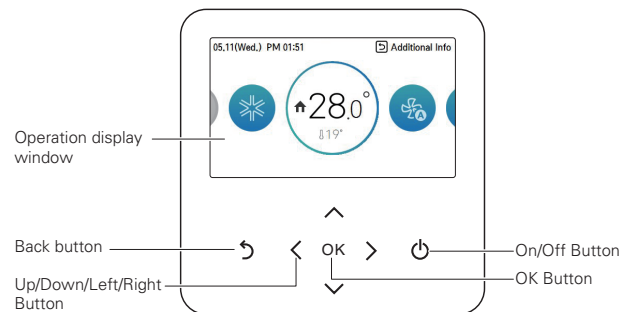 05.11(Wed.) PM 01:51
Additional Info
28.0°
19°
A
Operation display
window
Back button
OK
On/Off Button
Up/Down/Left/Right
Button
OK Button